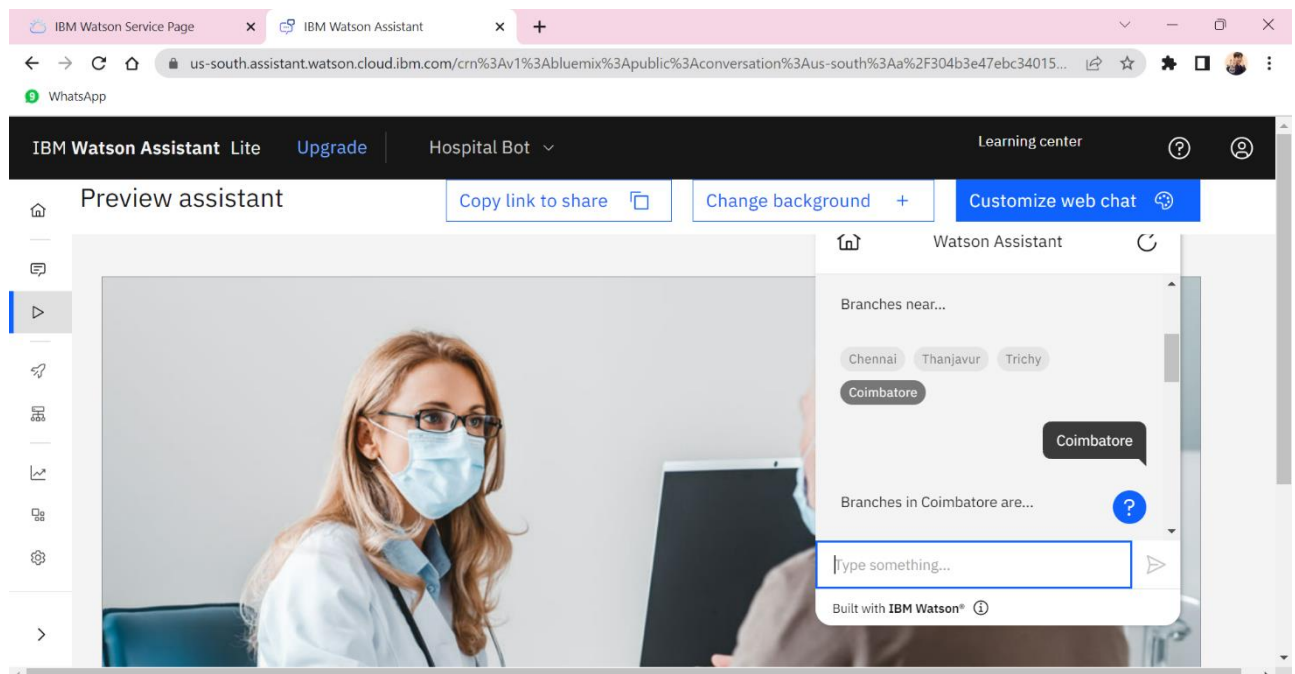 IBM Watson Service Page
IBM Watson Assistant
us-south.assistant.watson.cloud.ibm.com/crn%3Av1%3Abluemix%3Apublic%3Aconversation%3Aus-south%3Aa%2F304b3e47ebc34015...
9 WhatsApp
IBM Watson Assistant Lite Upgrade Hospital Bot Learning center
Preview assistant Copy link to share Change background + Customize web chat
Watson Assistant
Branches near...
Chennai Thanjavur Trichy
Coimbatore
Coimbatore
Branches in Coimbatore are...
?
Type something...
Built with IBM Watson®